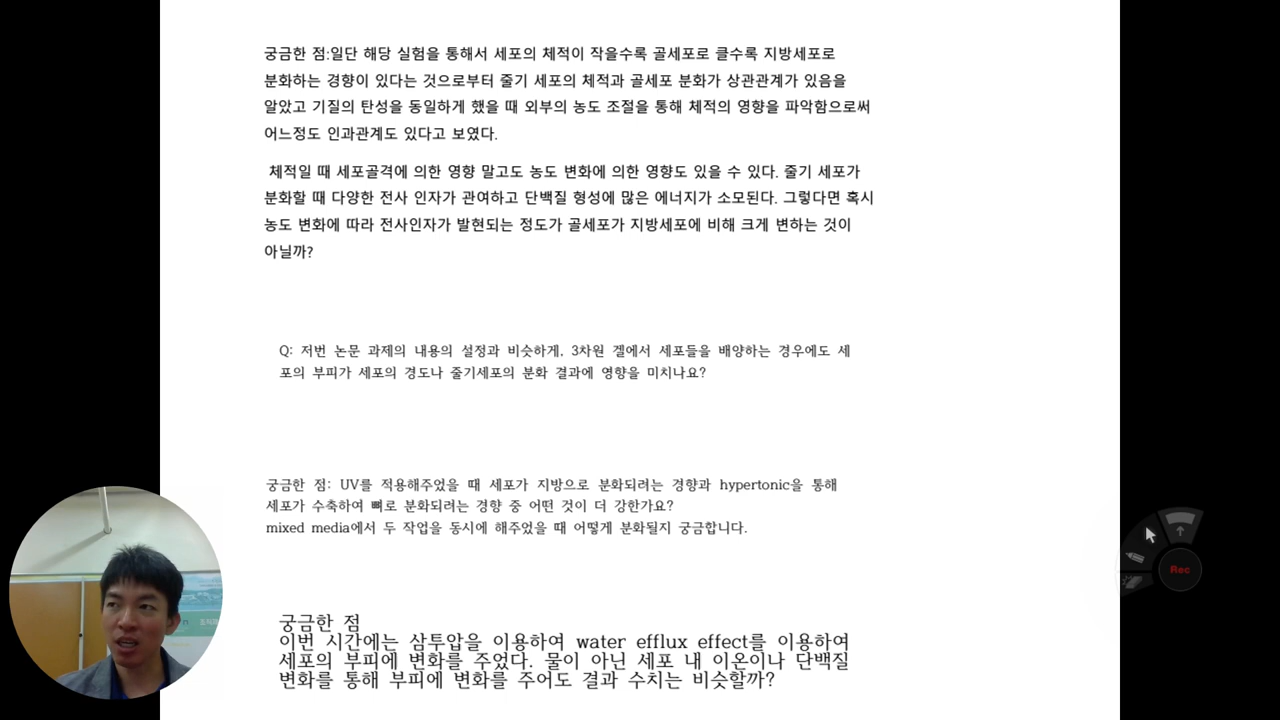 궁금한 점:일단 해당 실험을 통해서 세포의 체적이 작을수록 골세포로 클수록 지방세포로
분화하는 경향이 있다는 것으로부터 줄기 세포의 체적과 골세포 분화가 상관관계가 있음을
알았고 기질의 탄성을 동일하게 했을 때 외부의 농도 조절을 통해 체적의 영향을 파악함으로써
어느정도 인과관계도 있다고 보였다.
체적일 때 세포골격에 의한 영향 말고도 농도 변화에 의한 영향도 있을 수 있다. 줄기 세포가
분화할 때 다양한 전사 인자가 관여하고 단백질 형성에 많은 에너지가 소모된다. 그렇다면 혹시
농도 변화에 따라 전사인자가 발현되는 정도가 골세포가 지방세포에 비해 크게 변하는 것이
아닐까?
Q: 저번 논문 과제의 내용의 설정과 비슷하게, 3차원 겔에서 세포들을 배양하는 경우에도 세
포의 부피가 세포의 경도나 줄기세포의 분화 결과에 영향을 미치나요?
궁금한 점: UV를 적용해주었을 때 세포가 지방으로 분화되려는 경향과 hypertonic을 통해
세포가 수축하여 뼈로 분화되려는 경향 중 어떤 것이 더 강한가요?
mixed media에서 두 작업을 동시에 해주었을 때 어떻게 분화될지 궁금합니다.
궁금한 점
이번 시간에는 삼투압을 이용하여 water efflux effect를 이용하여
세포의 부피에 변화를 주었다. 물이 아닌 세포 내 이온이나 단백질
변화를 통해 부피에 변화를 주어도 결과 수치는 비슷할까?
Rec